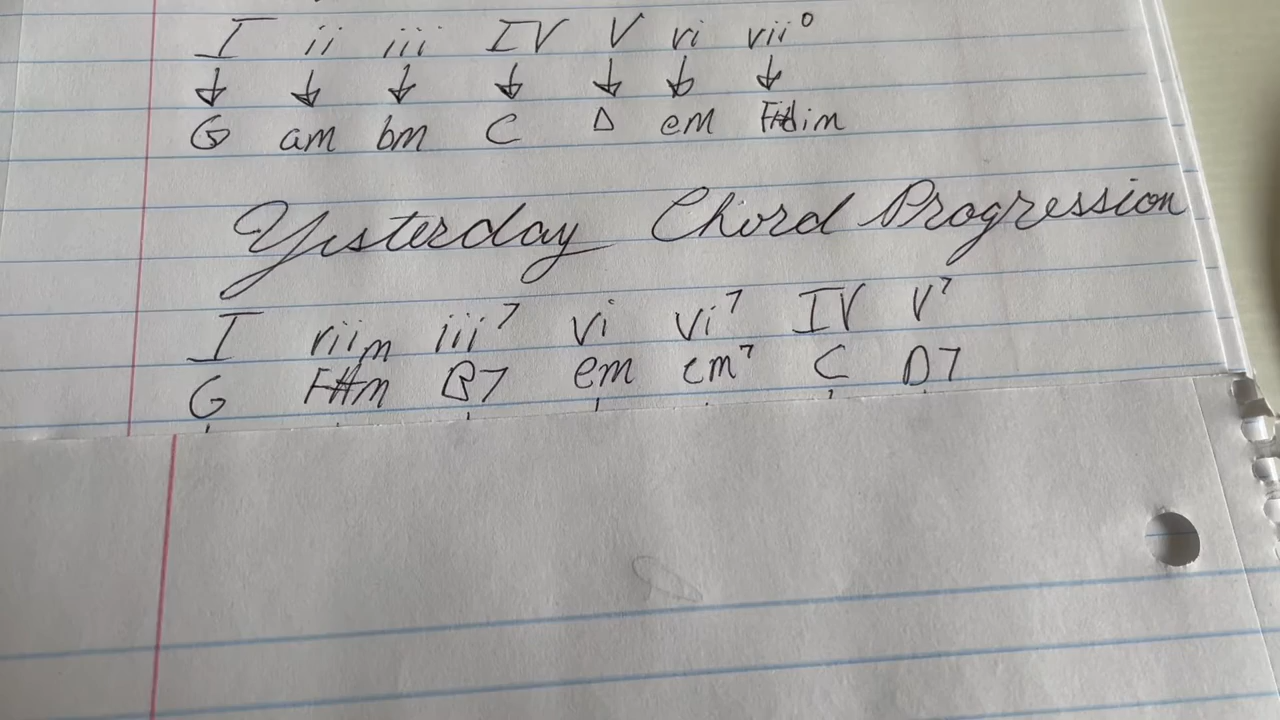 I ii iii IV V vi vii°
↓ ↓ ↓ ↓ ↓ ↓ ↓
G am bm C D em F#dim
Yesterday Chord Progression
I viim iii⁷ vi vi⁷ IV V⁷
G F#m B7 em em⁷ C D7